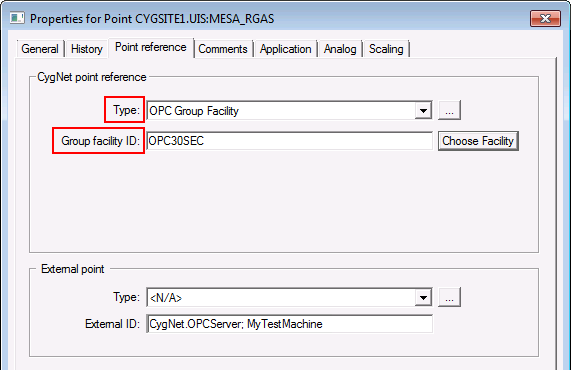 Properties for Point CYGSITE1.UIS:MESA_RGAS
General History Point reference Comments Application Analog Scaling
CygNet point reference
Type: OPC Group Facility ...
Group facility ID: OPC30SEC Choose Facility
External point
Type: <N/A> ...
External ID: CygNet.OPCServer; MyTestMachine